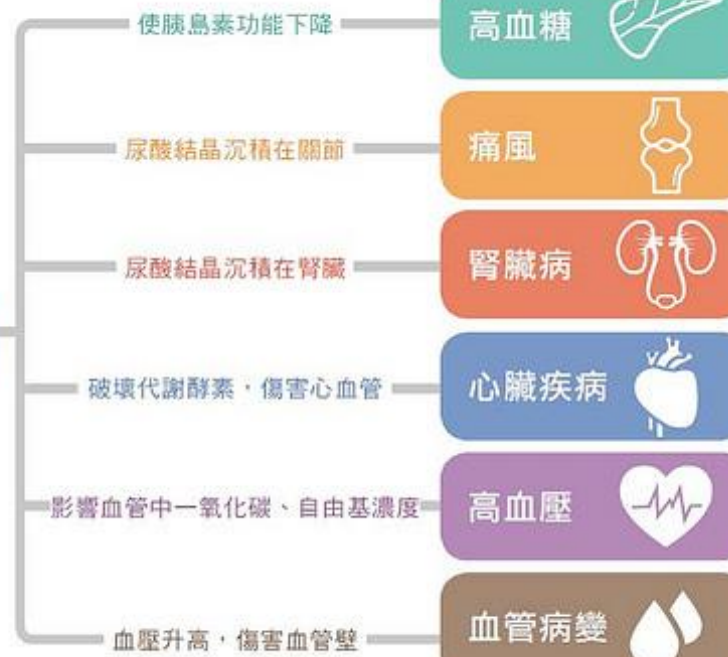 使胰島素功能下降
高血糖
尿酸結晶沉積在關節
痛風
尿酸結晶沉積在腎臟
腎臟病
破壞代謝酵素，傷害心血管
心臟疾病
影響血管中一氧化碳、自由基濃度
高血壓
血壓升高，傷害血管壁
血管病變